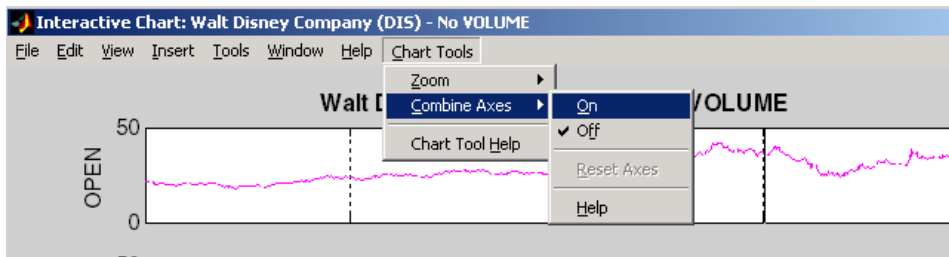 Interactive Chart: Walt Disney Company (DIS) - No VOLUME
File Edit View Insert Tools Window Help Chart Tools
Zoom
Combine Axes
Chart Tool Help
On
Off
Reset Axes
Help
Walt D
VOLUME
50
OPEN
0